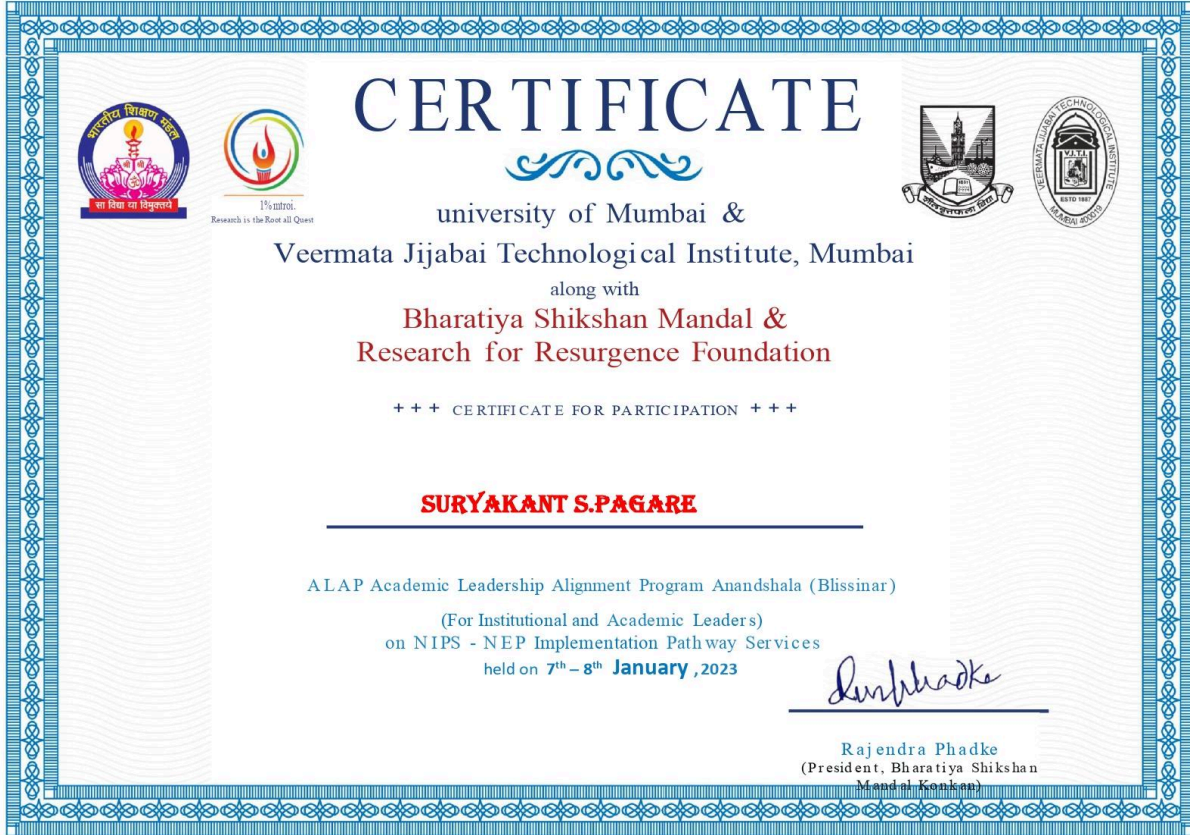 CERTIFICATE
भारतीय शिक्षण मंडल
सा विद्या या विमुक्तये
1% mtroi.
Research is the Root all Quest
VEERMATA JIJABAI TECHNOLOGICAL INSTITUTE
V.J.T.I.
ESTD 1887
MUMBAI 400019
university of Mumbai &
Veermata Jijabai Technological Institute, Mumbai
along with
Bharatiya Shikshan Mandal &
Research for Resurgence Foundation
+ + + CERTIFICATE FOR PARTICIPATION + + +
SURYAKANT S.PAGARE
ALAP Academic Leadership Alignment Program Anandshala (Blissinar)
(For Institutional and Academic Leaders)
on NIPS - NEP Implementation Pathway Services
held on 7th – 8th January ,2023
Rajendra Phadke
(President, Bharatiya Shikshan
Mandal Konkan)